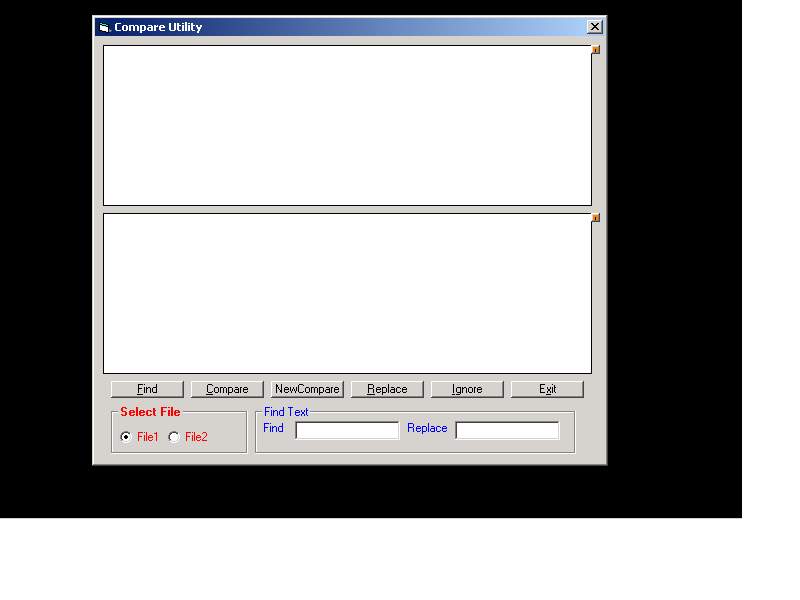 Compare Utility
Find Compare NewCompare Replace Ignore Exit
Select File
File1 File2
Find Text
Find Replace